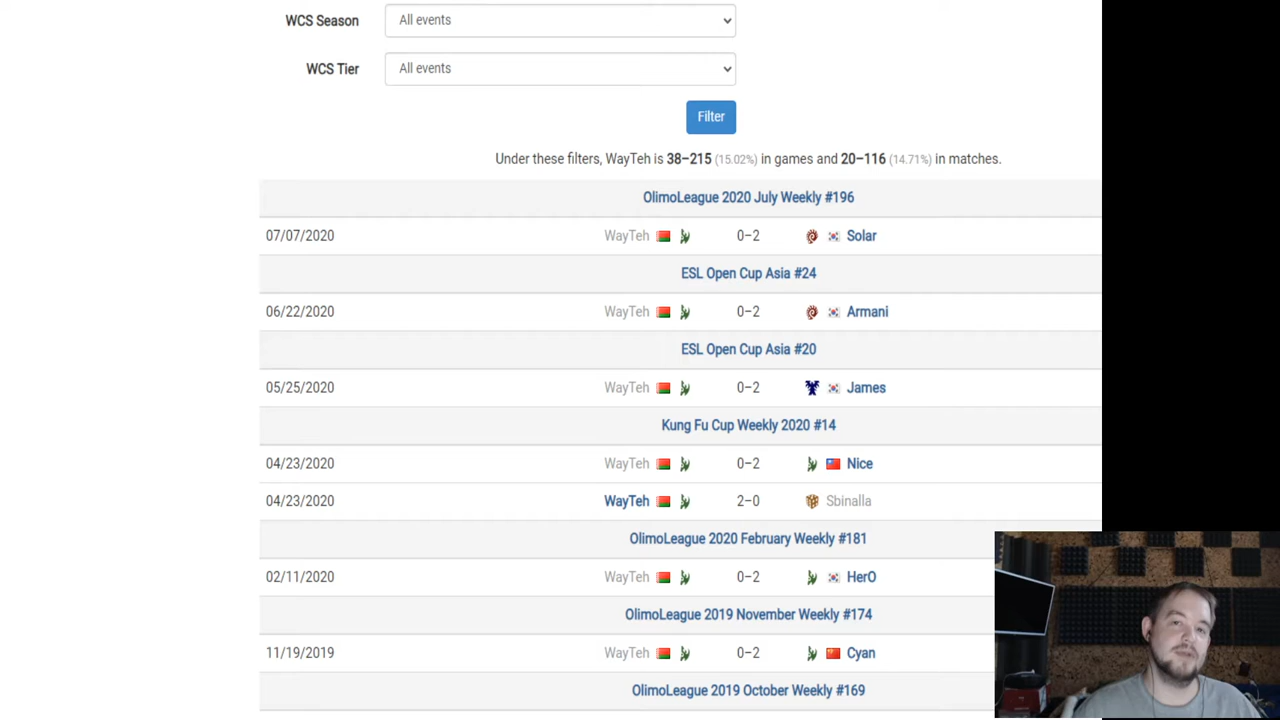 WCS Season All events
WCS Tier All events
Filter
Under these filters, WayTeh is 38–215 (15.02%) in games and 20–116 (14.71%) in matches.
OlimoLeague 2020 July Weekly #196
07/07/2020 WayTeh 0–2 Solar
ESL Open Cup Asia #24
06/22/2020 WayTeh 0–2 Armani
ESL Open Cup Asia #20
05/25/2020 WayTeh 0–2 James
Kung Fu Cup Weekly 2020 #14
04/23/2020 WayTeh 0–2 Nice
04/23/2020 WayTeh 2–0 Sbinalla
OlimoLeague 2020 February Weekly #181
02/11/2020 WayTeh 0–2 HerO
OlimoLeague 2019 November Weekly #174
11/19/2019 WayTeh 0–2 Cyan
OlimoLeague 2019 October Weekly #169